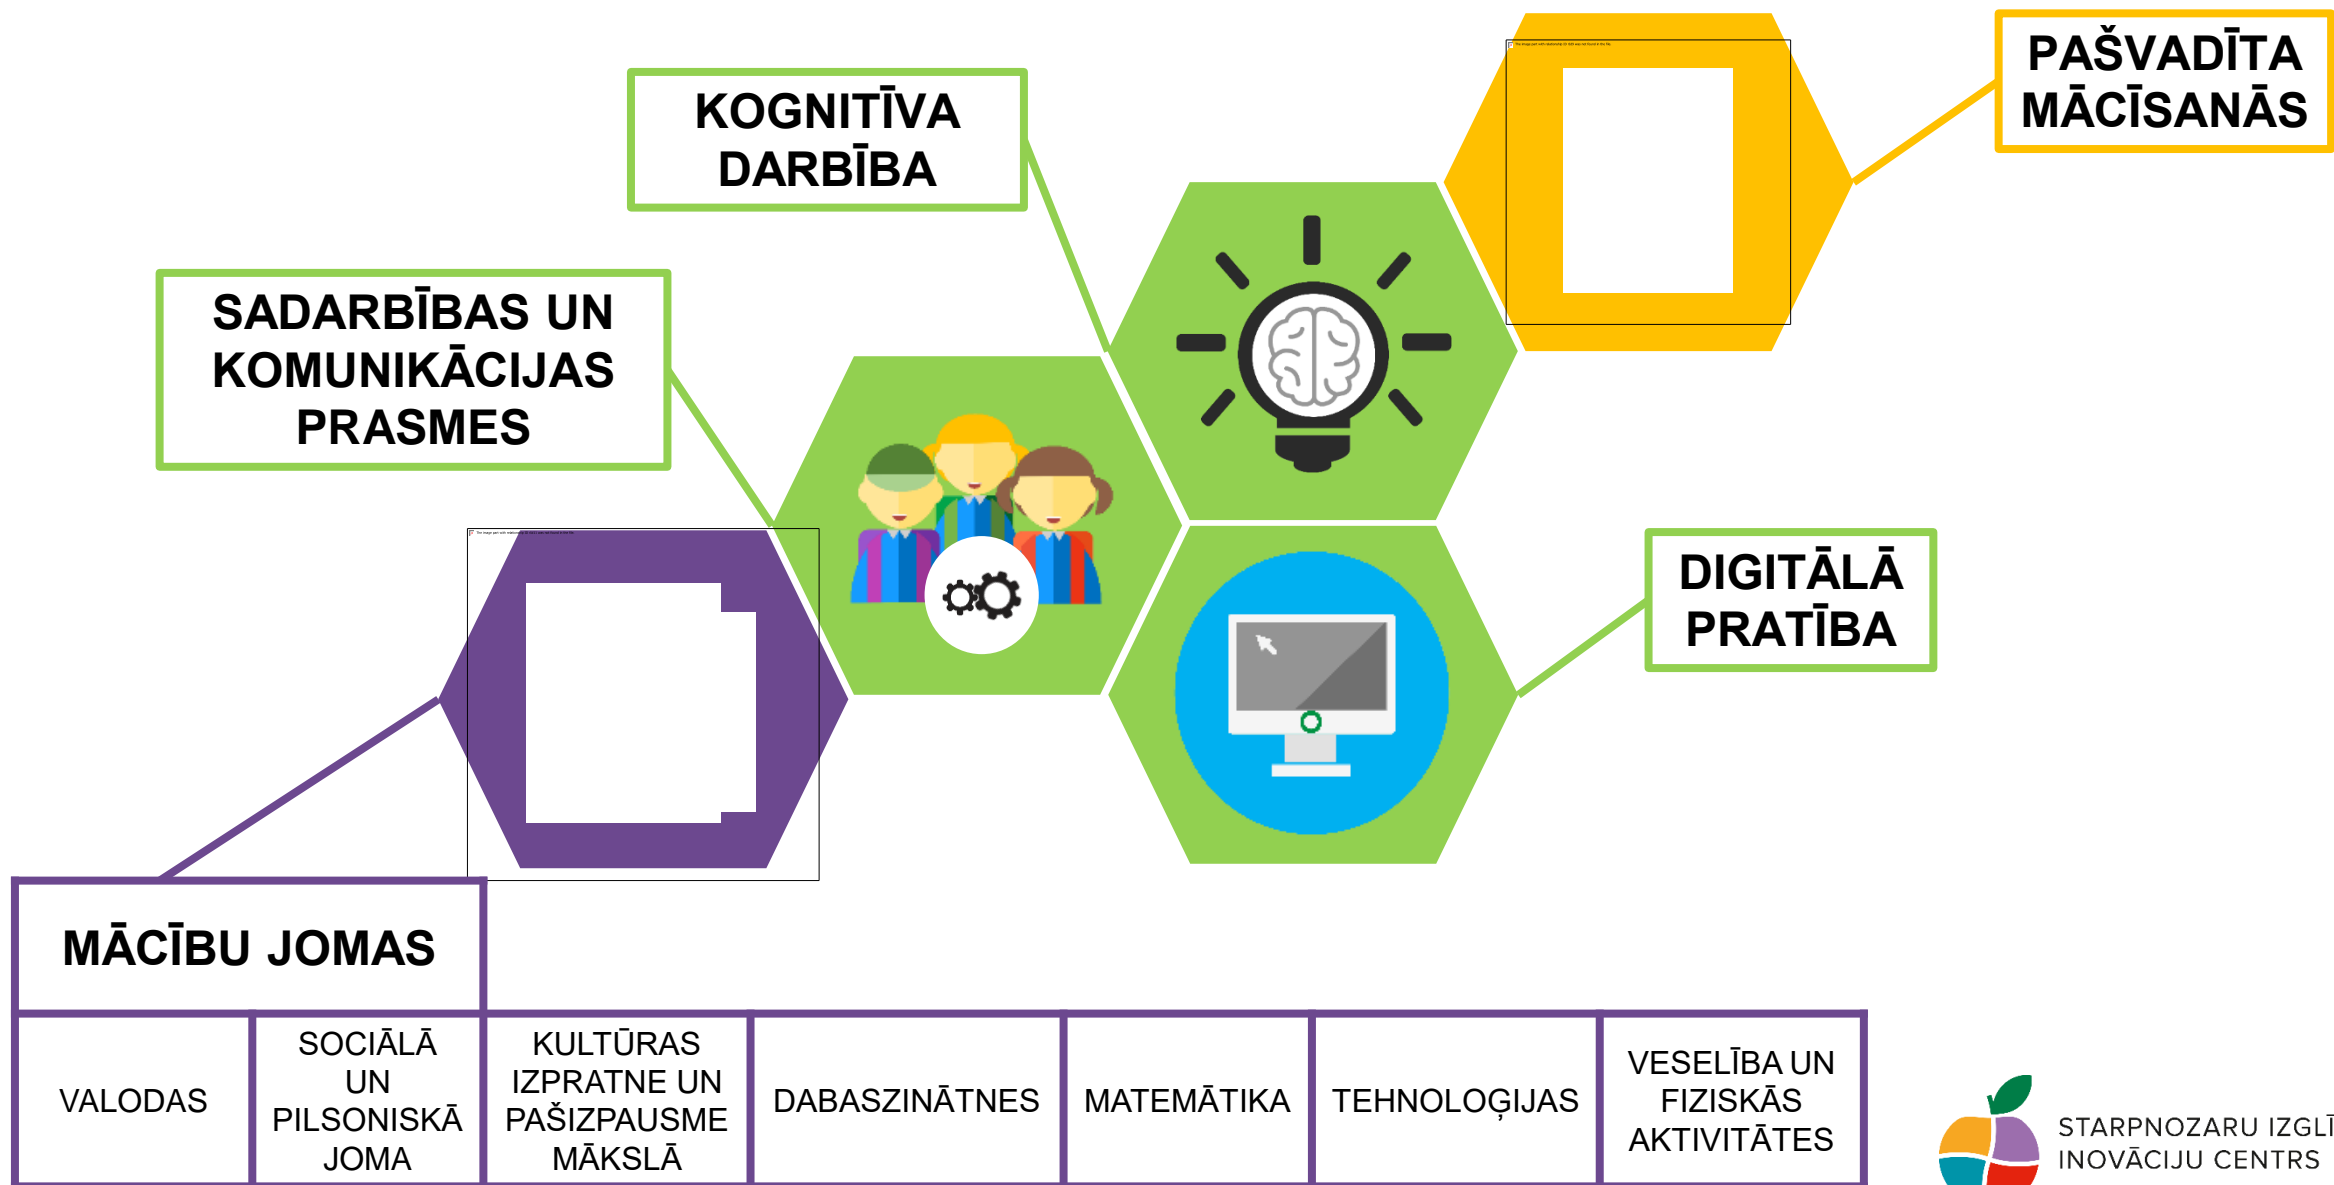 PAŠVADĪTA
MĀCĪSANĀS
KOGNITĪVA
DARBĪBA
SADARBĪBAS UN
KOMUNIKĀCIJAS
PRASMES
DIGITĀLĀ
PRATĪBA
MĀCĪBU JOMAS
VALODAS
SOCIĀLĀ
UN
PILSONISKĀ
JOMA
KULTŪRAS
IZPRATNE UN
PAŠIZPAUSME
MĀKSLĀ
DABASZINĀTNES
MATEMĀTIKA
TEHNOLOĢIJAS
VESELĪBA UN
FIZISKĀS
AKTIVITĀTES
STARPNOZARU IZGLĪ
INOVĀCIJU CENTRS